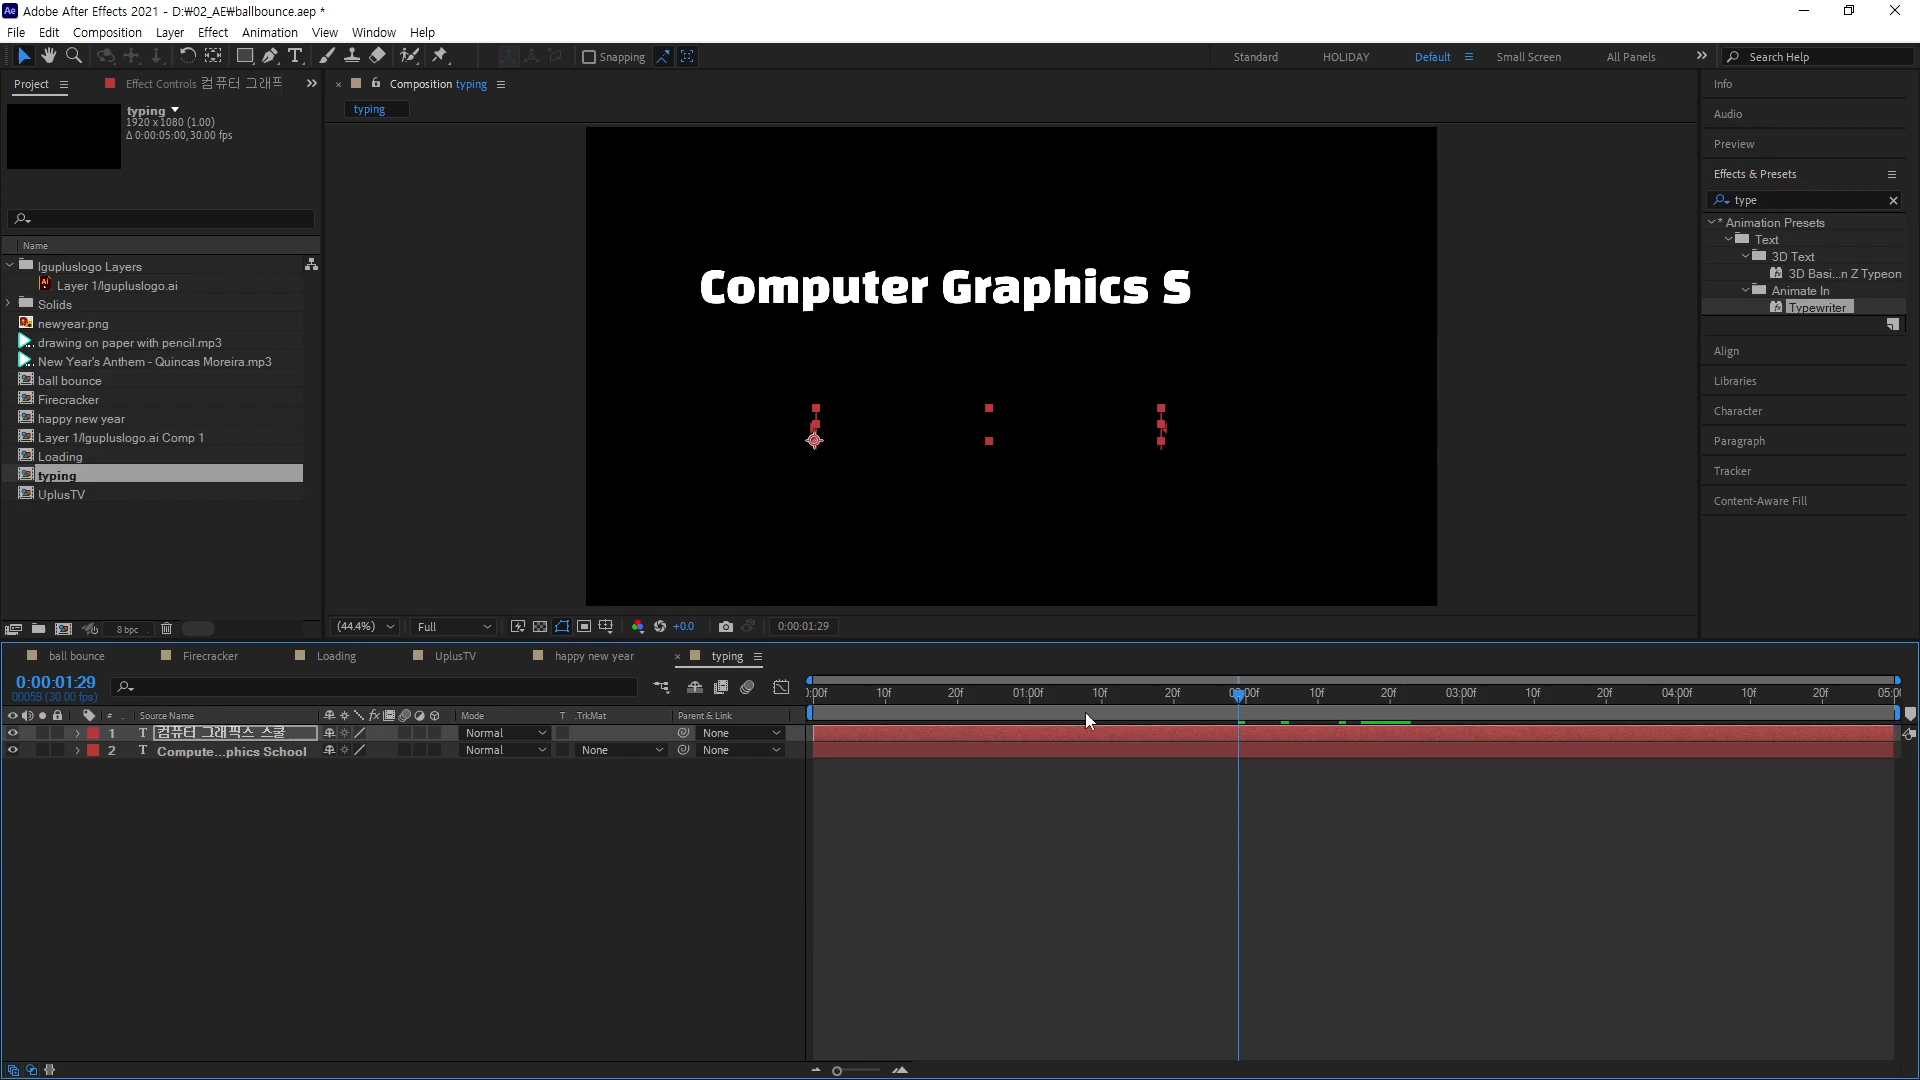 Adobe After Effects 2021 - D:₩02_AE₩ballbounce.aep *
File Edit Composition Layer Effect Animation View Window Help
Snapping
Standard HOLIDAY Default Small Screen All Panels Search Help
Project
Effect Controls 컴퓨터 그래픽
Composition typing
typing
typing
1920 x 1080 (1.00)
Δ 0:00:05:00, 30.00 fps
Name
lgupluslogo Layers
Layer 1/lgupluslogo.ai
Solids
newyear.png
drawing on paper with pencil.mp3
New Year's Anthem - Quincas Moreira.mp3
ball bounce
Firecracker
happy new year
Layer 1/lgupluslogo.ai Comp 1
Loading
typing
UplusTV
8 bpc
Computer Graphics S
(44.4%) Full +0.0 0:00:01:29
Info
Audio
Preview
Effects & Presets
type
* Animation Presets
Text
3D Text
3D Basi...n Z Typeon
Animate In
Typewriter
Align
Libraries
Character
Paragraph
Tracker
Content-Aware Fill
ball bounce Firecracker Loading UplusTV happy new year typing
0:00:01:29
00059 (30.00 fps)
):00f 10f 20f 01:00f 10f 20f 10f 20f 03:00f 10f 20f 04:00f 10f 20f 05:0
# Source Name fx Mode T .TrkMat Parent & Link
1 T 컴퓨터 그래픽스 스쿨 Normal None
2 T Compute...phics School Normal None None